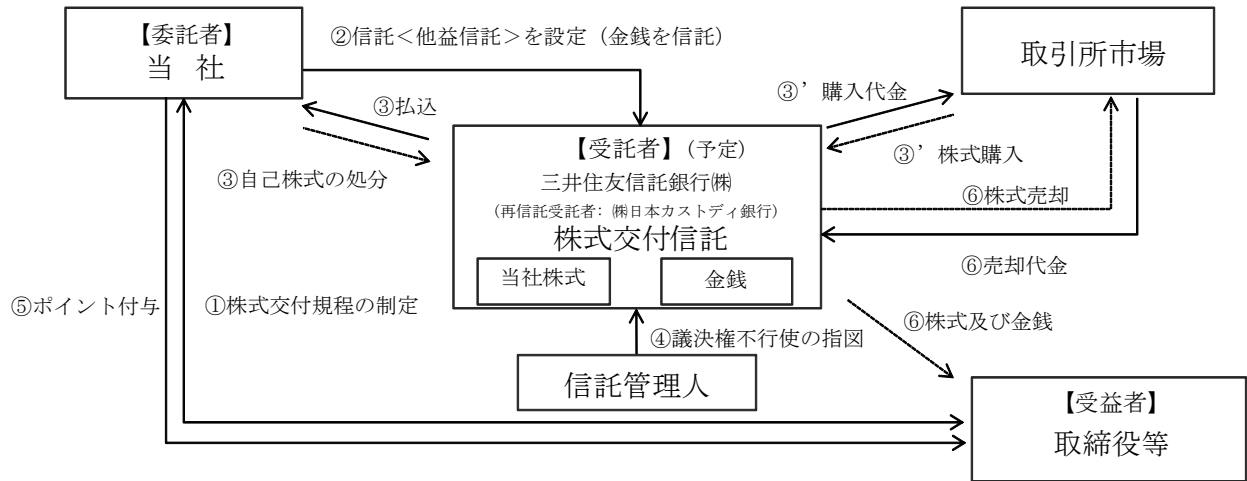 【委託者】
当 社
②信託＜他益信託＞を設定（金銭を信託）
取引所市場
③払込
③’購入代金
【受託者】(予定)
③’株式購入
③自己株式の処分
三井住友信託銀行㈱
(再信託受託者：㈱日本カストディ銀行)
⑥株式売却
株式交付信託
当社株式
金銭
⑥売却代金
⑤ポイント付与
①株式交付規程の制定
⑥株式及び金銭
④議決権不行使の指図
信託管理人
【受益者】
取締役等